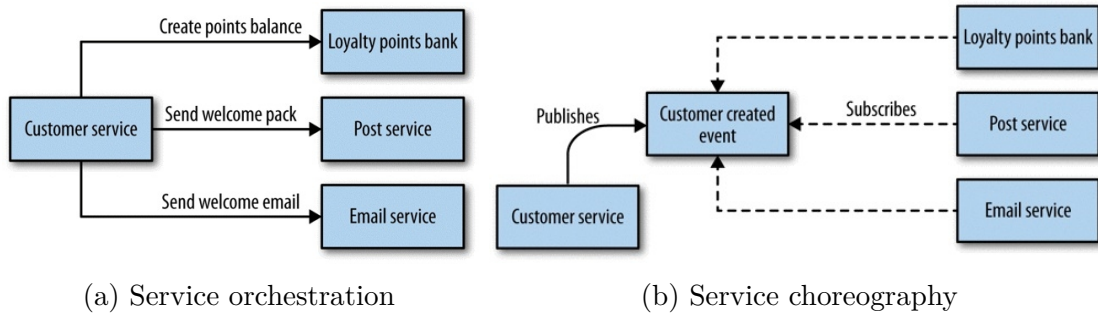 Create points balance
Loyalty points bank
Customer service
Send welcome pack
Post service
Send welcome email
Email service
(a) Service orchestration
Loyalty points bank
Publishes
Customer created
event
Subscribes
Post service
Customer service
Email service
(b) Service choreography